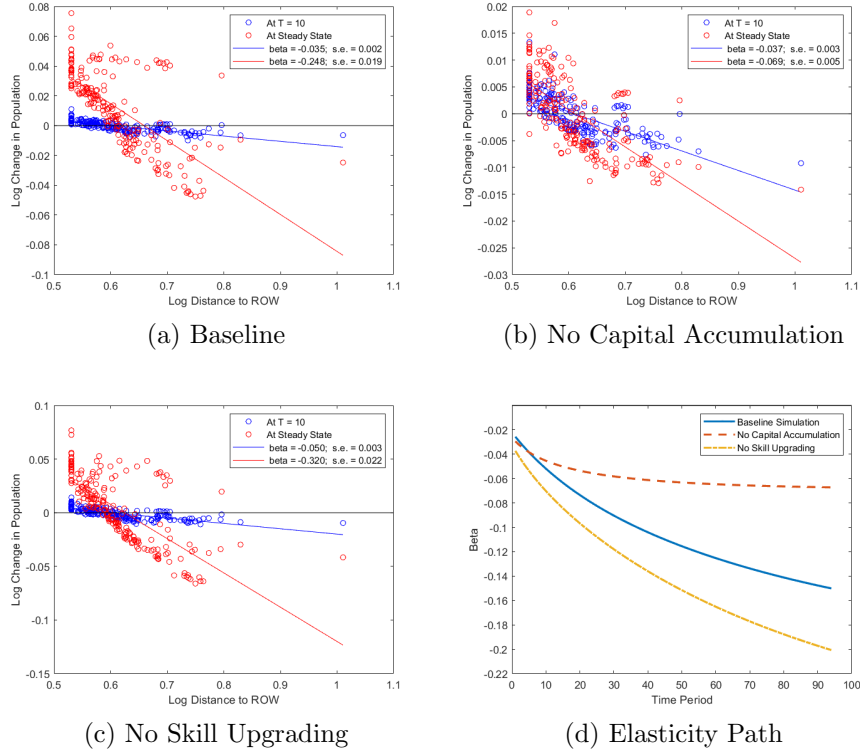 0.08
0.06
0.04
0.02
0
-0.02
-0.04
-0.06
-0.08
-0.1
Log Change in Population
At T = 10
At Steady State
beta = -0.035; s.e. = 0.002
beta = -0.248; s.e. = 0.019
0.5 0.6 0.7 0.8 0.9 1 1.1
Log Distance to ROW
(a) Baseline
0.02
0.015
0.01
0.005
0
-0.005
-0.01
-0.015
-0.02
-0.025
-0.03
Log Change in Population
At T = 10
At Steady State
beta = -0.037; s.e. = 0.003
beta = -0.069; s.e. = 0.005
0.5 0.6 0.7 0.8 0.9 1 1.1
Log Distance to ROW
(b) No Capital Accumulation
0.1
0.05
0
-0.05
-0.1
-0.15
Log Change in Population
At T = 10
At Steady State
beta = -0.050; s.e. = 0.003
beta = -0.320; s.e. = 0.022
0.5 0.6 0.7 0.8 0.9 1 1.1
Log Distance to ROW
(c) No Skill Upgrading
-0.02
-0.04
-0.06
-0.08
-0.1
-0.12
-0.14
-0.16
-0.18
-0.2
-0.22
Beta
Baseline Simulation
No Capital Accumulation
No Skill Upgrading
0 10 20 30 40 50 60 70 80 90 100
Time Period
(d) Elasticity Path